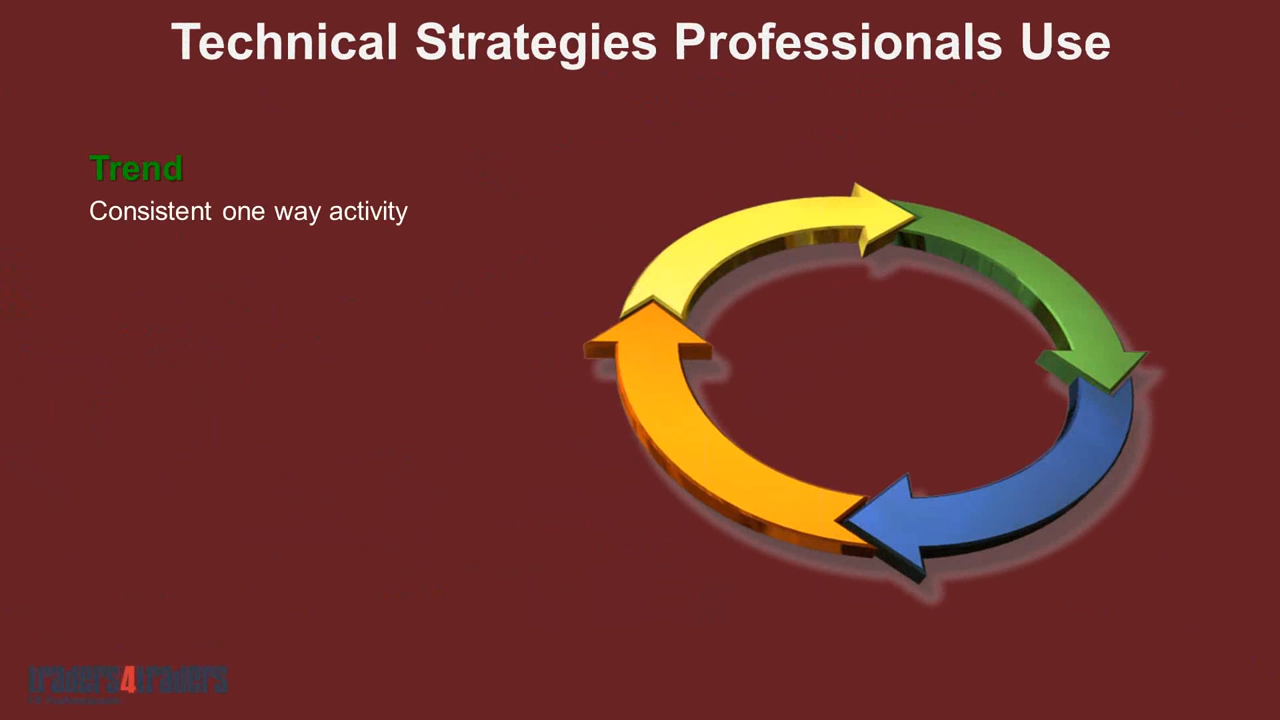 Technical Strategies Professionals Use
Trend
Consistent one way activity
traders4traders